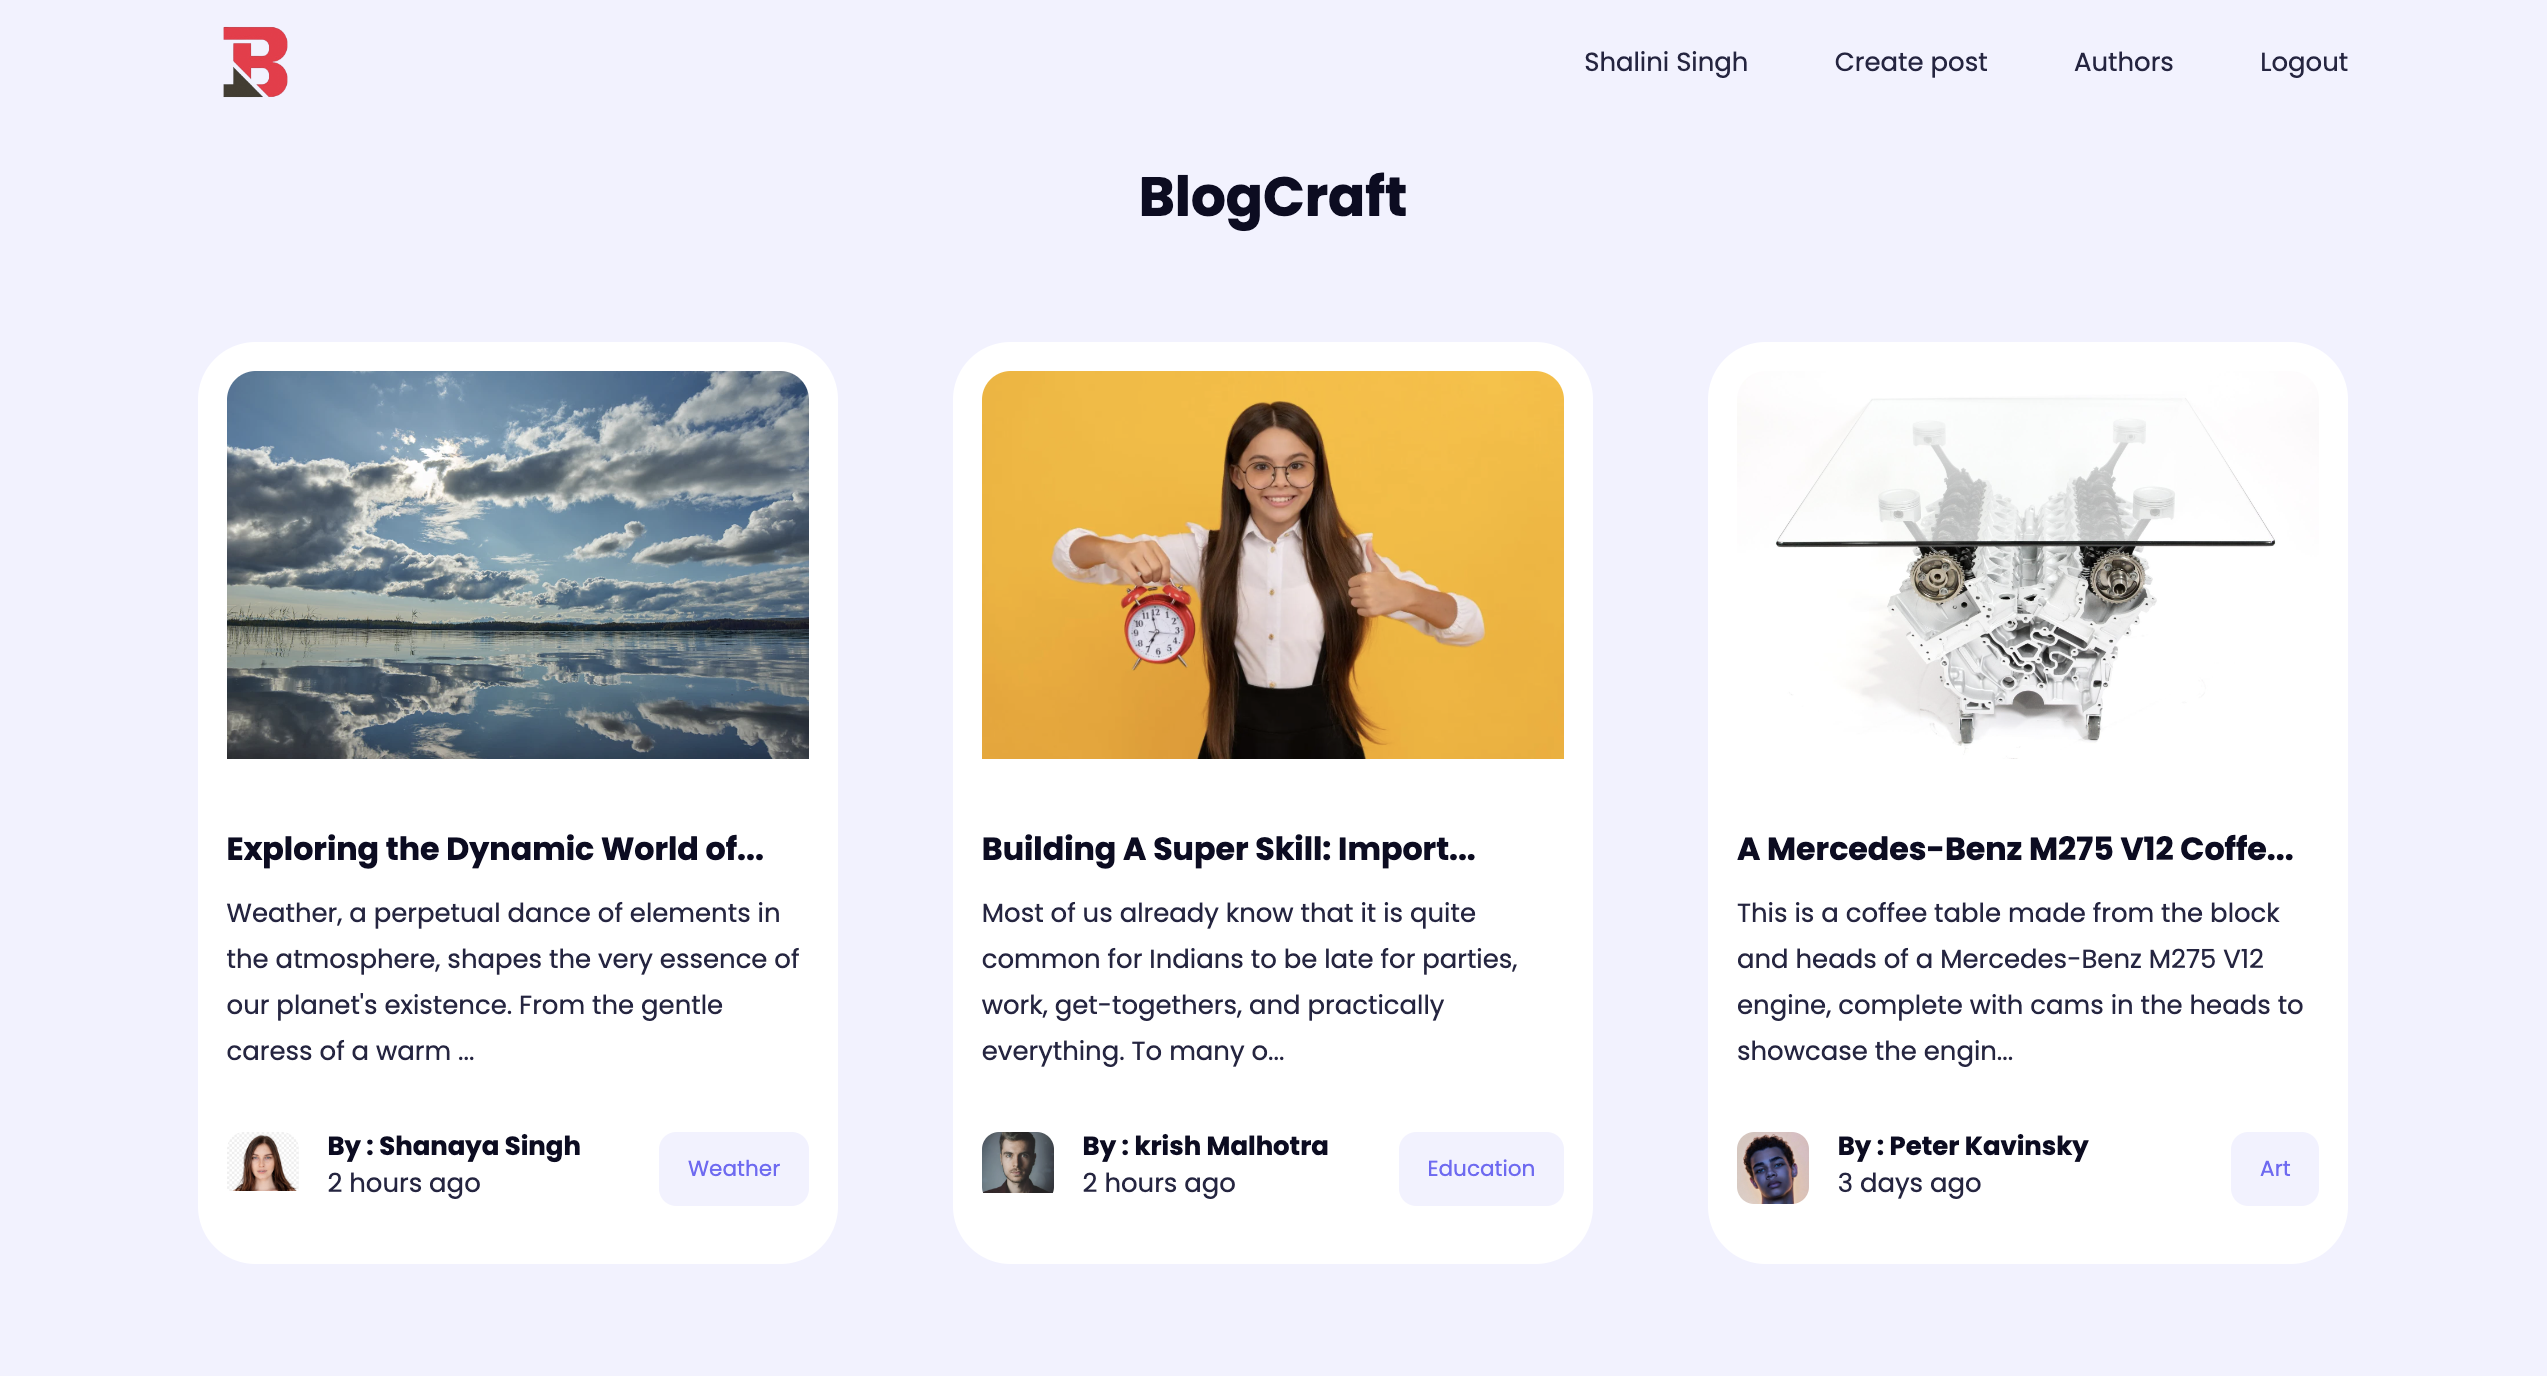 B
Shalini Singh
Create post
Authors
Logout
BlogCraft
Exploring the Dynamic World of...
Weather, a perpetual dance of elements in
the atmosphere, shapes the very essence of
our planet's existence. From the gentle
caress of a warm ...
By : Shanaya Singh
2 hours ago
Weather
Building A Super Skill: Import...
Most of us already know that it is quite
common for Indians to be late for parties,
work, get-togethers, and practically
everything. To many o...
By : krish Malhotra
2 hours ago
Education
A Mercedes-Benz M275 V12 Coffe...
This is a coffee table made from the block
and heads of a Mercedes-Benz M275 V12
engine, complete with cams in the heads to
showcase the engin...
By : Peter Kavinsky
3 days ago
Art